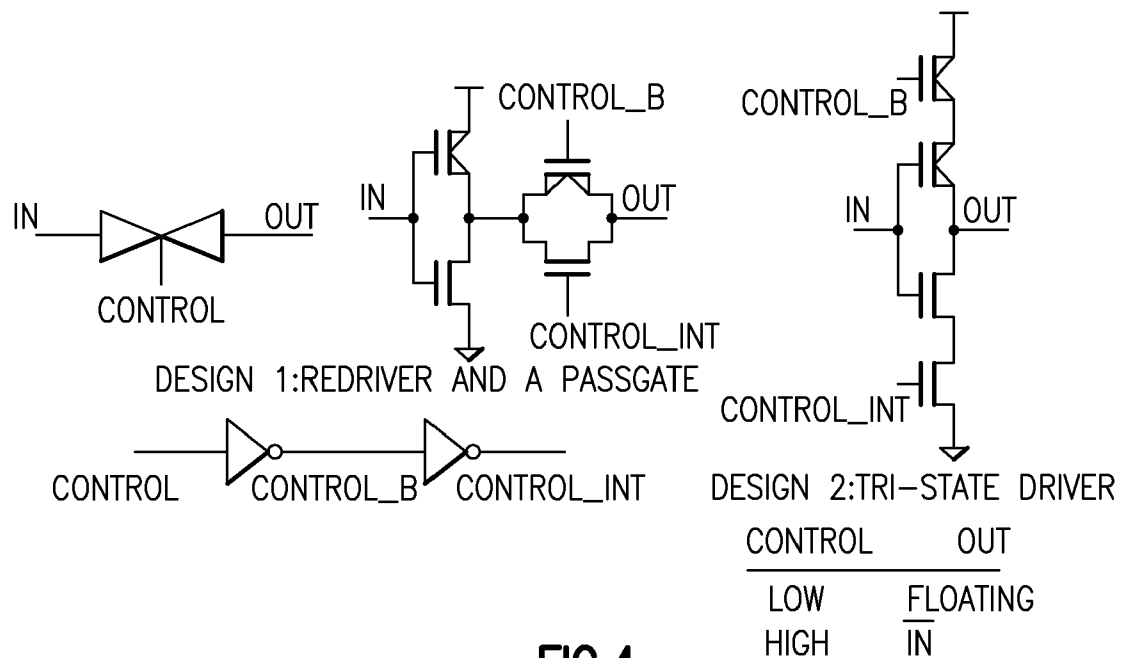 IN
OUT
CONTROL
IN
CONTROL_B
OUT
CONTROL_INT
DESIGN 1:REDRIVER AND A PASSGATE
CONTROL
CONTROL_B
CONTROL_INT
CONTROL_B
IN
OUT
CONTROL_INT
DESIGN 2:TRI-STATE DRIVER
CONTROL OUT
LOW FLOATING
HIGH I̅N̅